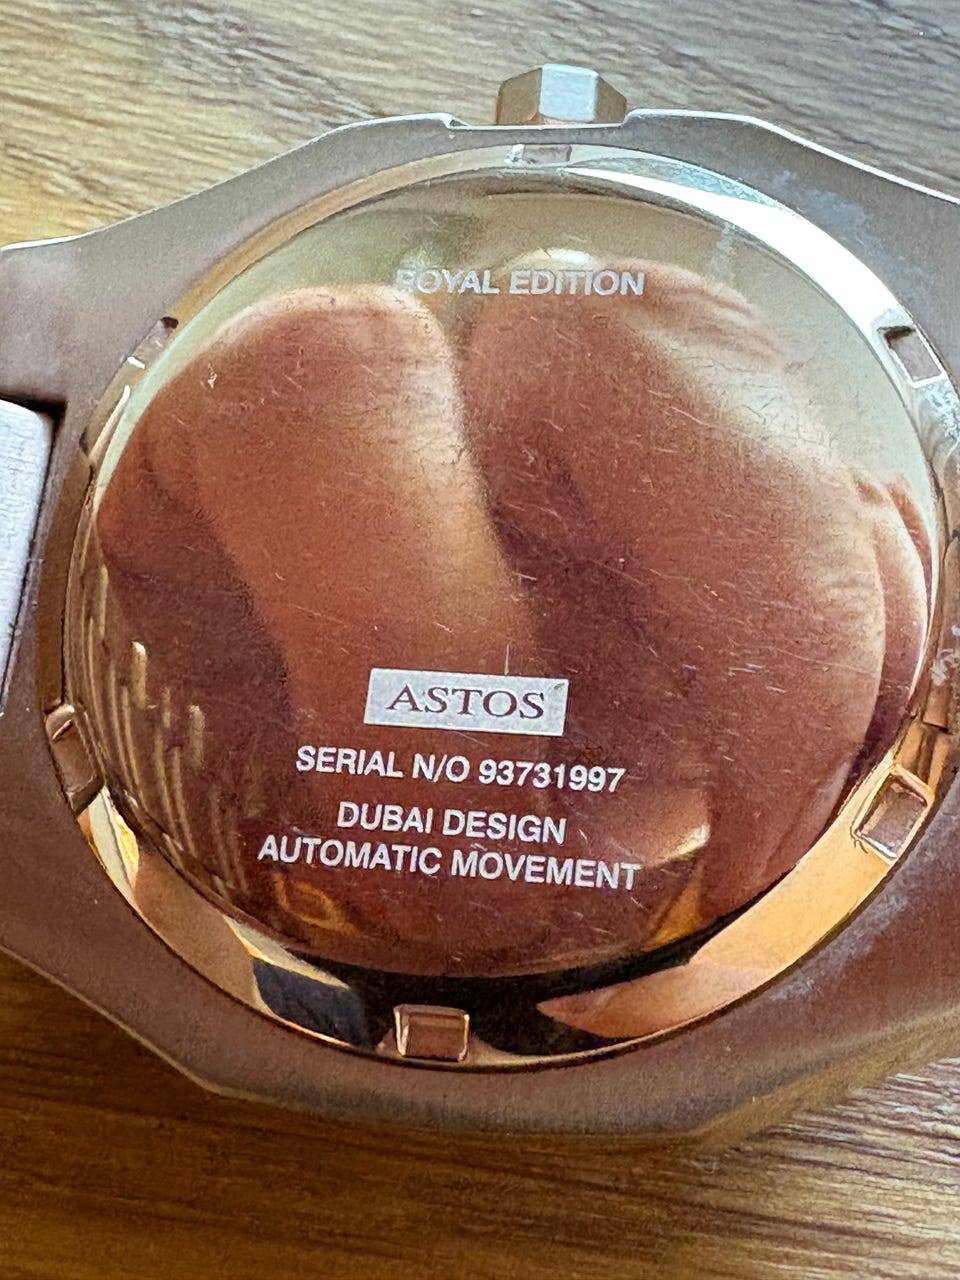 ROYAL EDITION
ASTOS
SERIAL N/O 93731997
DUBAI DESIGN
AUTOMATIC MOVEMENT